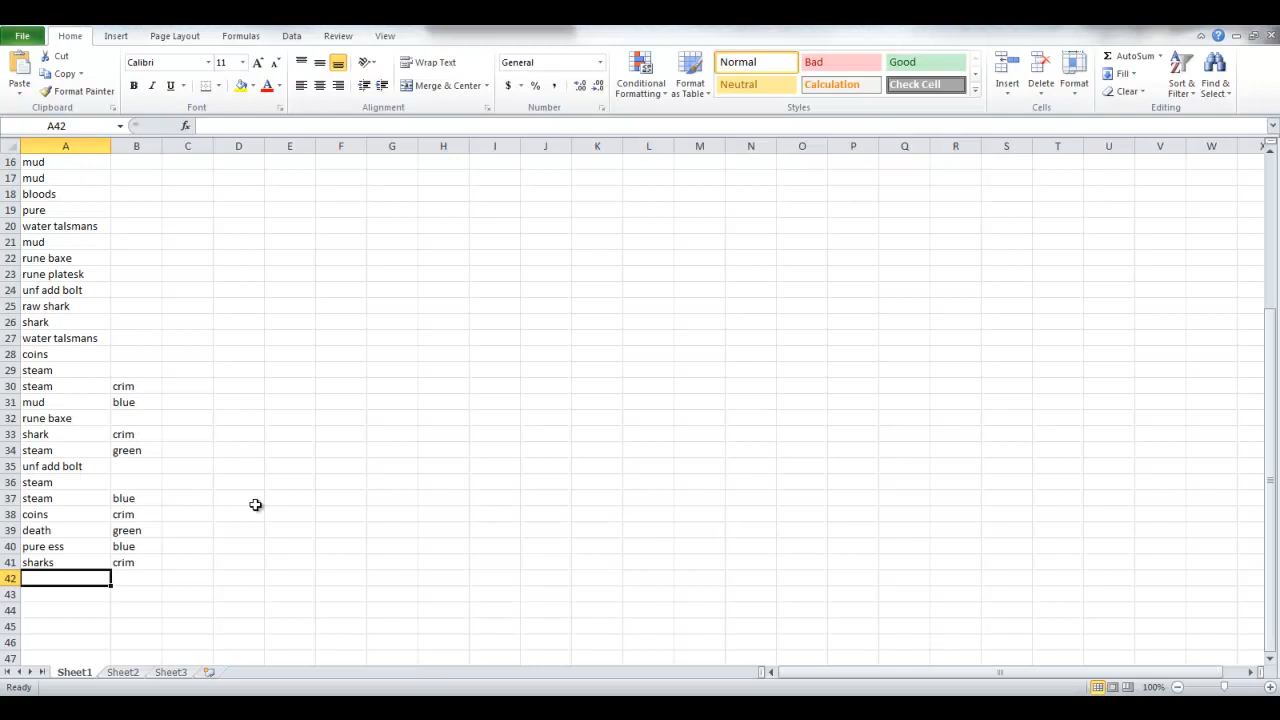 File Home Insert Page Layout Formulas Data Review View
Paste Cut Copy Format Painter Clipboard
Calibri 11 A A B I U A Font
Wrap Text Merge & Center Alignment
General $ % , .0 .00 .00 .0 Number
Conditional Formatting Format as Table Normal Bad Good Neutral Calculation Check Cell Styles
Insert Delete Format Cells
AutoSum Fill Clear Sort & Filter Find & Select Editing
A42 fx
A B C D E F G H I J K L M N O P Q R S T U V W X
16 mud
17 mud
18 bloods
19 pure
20 water talsmans
21 mud
22 rune baxe
23 rune platesk
24 unf add bolt
25 raw shark
26 shark
27 water talsmans
28 coins
29 steam
30 steam crim
31 mud blue
32 rune baxe
33 shark crim
34 steam green
35 unf add bolt
36 steam
37 steam blue
38 coins crim
39 death green
40 pure ess blue
41 sharks crim
42
43
44
45
46
47
Sheet1 Sheet2 Sheet3
Ready 100%